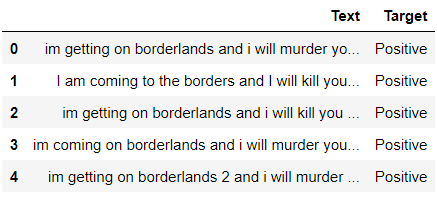 Text Target
0 im getting on borderlands and i will murder yo... Positive
1 I am coming to the borders and I will kill you... Positive
2 im getting on borderlands and i will kill you ... Positive
3 im coming on borderlands and i will murder you... Positive
4 im getting on borderlands 2 and i will murder ... Positive